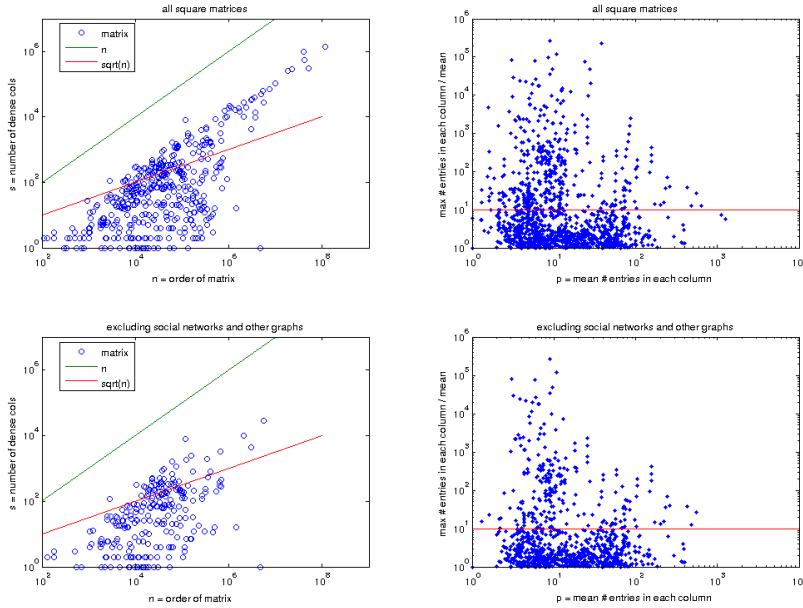 all square matrices
10^6
10^4
10^2
10^0
s = number of dense cols
matrix
n
sqrt(n)
10^2
10^4
10^6
10^8
n = order of matrix
all square matrices
10^6
10^5
10^4
10^3
10^2
10^1
10^0
max # entries in each column / mean
10^0
10^1
10^2
10^3
10^4
p = mean # entries in each column
excluding social networks and other graphs
10^6
10^4
10^2
10^0
s = number of dense cols
matrix
n
sqrt(n)
10^2
10^4
10^6
10^8
n = order of matrix
excluding social networks and other graphs
10^6
10^5
10^4
10^3
10^2
10^1
10^0
max # entries in each column / mean
10^0
10^1
10^2
10^3
10^4
p = mean # entries in each column